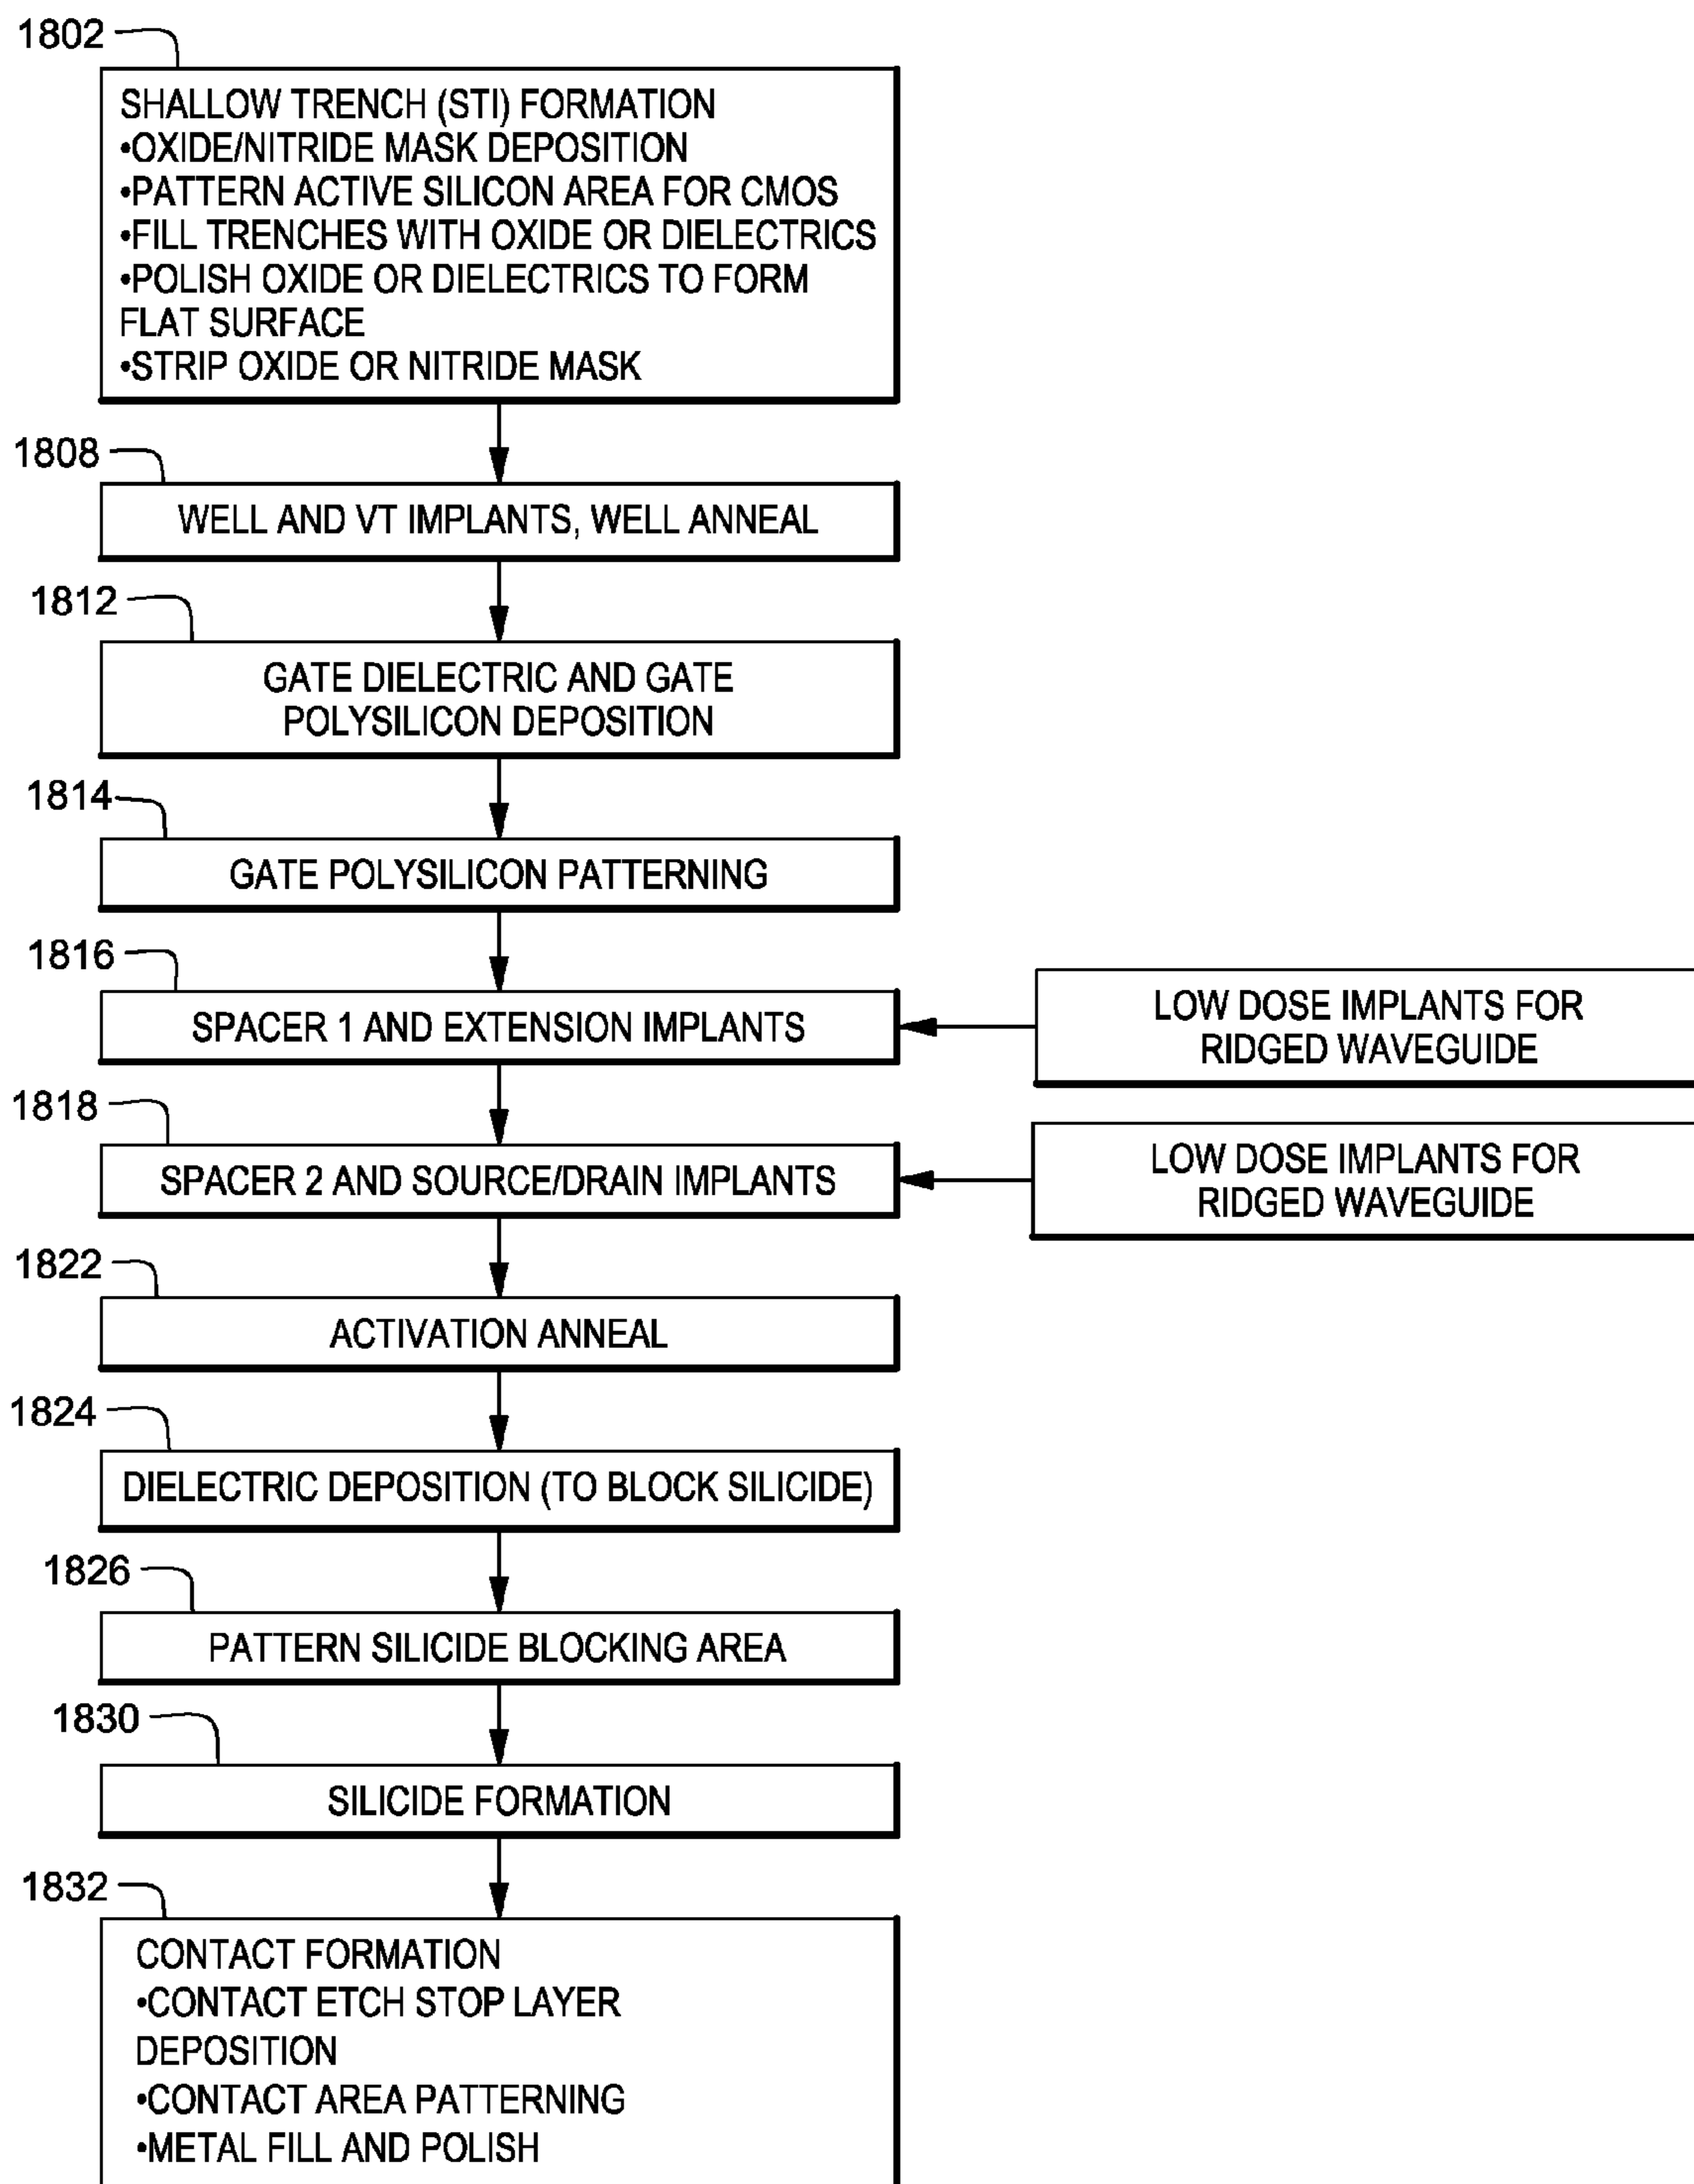 1802
SHALLOW TRENCH (STI) FORMATION
•OXIDE/NITRIDE MASK DEPOSITION
•PATTERN ACTIVE SILICON AREA FOR CMOS
•FILL TRENCHES WITH OXIDE OR DIELECTRICS
•POLISH OXIDE OR DIELECTRICS TO FORM
FLAT SURFACE
•STRIP OXIDE OR NITRIDE MASK
1808
WELL AND VT IMPLANTS, WELL ANNEAL
1812
GATE DIELECTRIC AND GATE
POLYSILICON DEPOSITION
1814
GATE POLYSILICON PATTERNING
1816
SPACER 1 AND EXTENSION IMPLANTS
LOW DOSE IMPLANTS FOR
RIDGED WAVEGUIDE
1818
SPACER 2 AND SOURCE/DRAIN IMPLANTS
LOW DOSE IMPLANTS FOR
RIDGED WAVEGUIDE
1822
ACTIVATION ANNEAL
1824
DIELECTRIC DEPOSITION (TO BLOCK SILICIDE)
1826
PATTERN SILICIDE BLOCKING AREA
1830
SILICIDE FORMATION
1832
CONTACT FORMATION
•CONTACT ETCH STOP LAYER
DEPOSITION
•CONTACT AREA PATTERNING
•METAL FILL AND POLISH